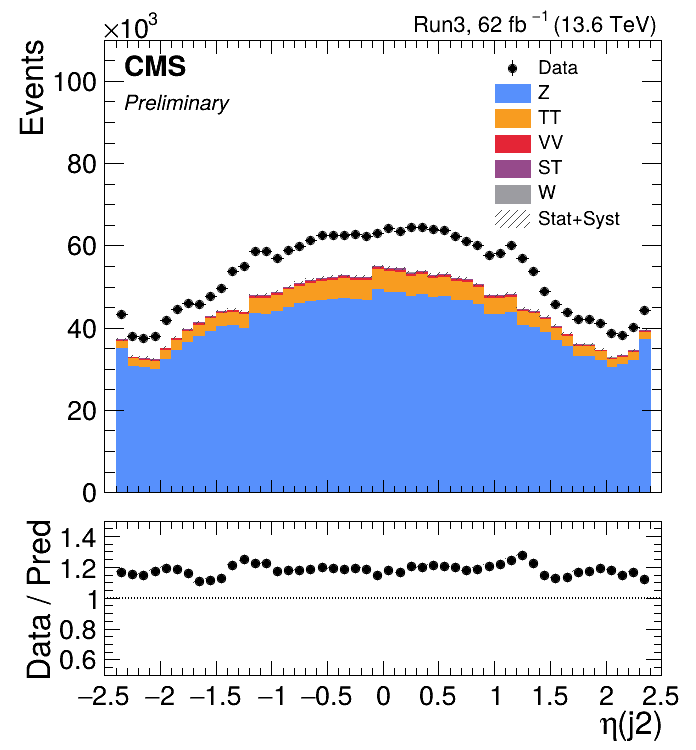 ×10³ Run3, 62 fb⁻¹ (13.6 TeV)
Events
CMS
Preliminary
Data
Z
TT
VV
ST
W
Stat+Syst
100
80
60
40
20
0
Data / Pred
1.4
1.2
1
0.8
0.6
−2.5 −2 −1.5 −1 −0.5 0 0.5 1 1.5 2 2.5
η(j2)